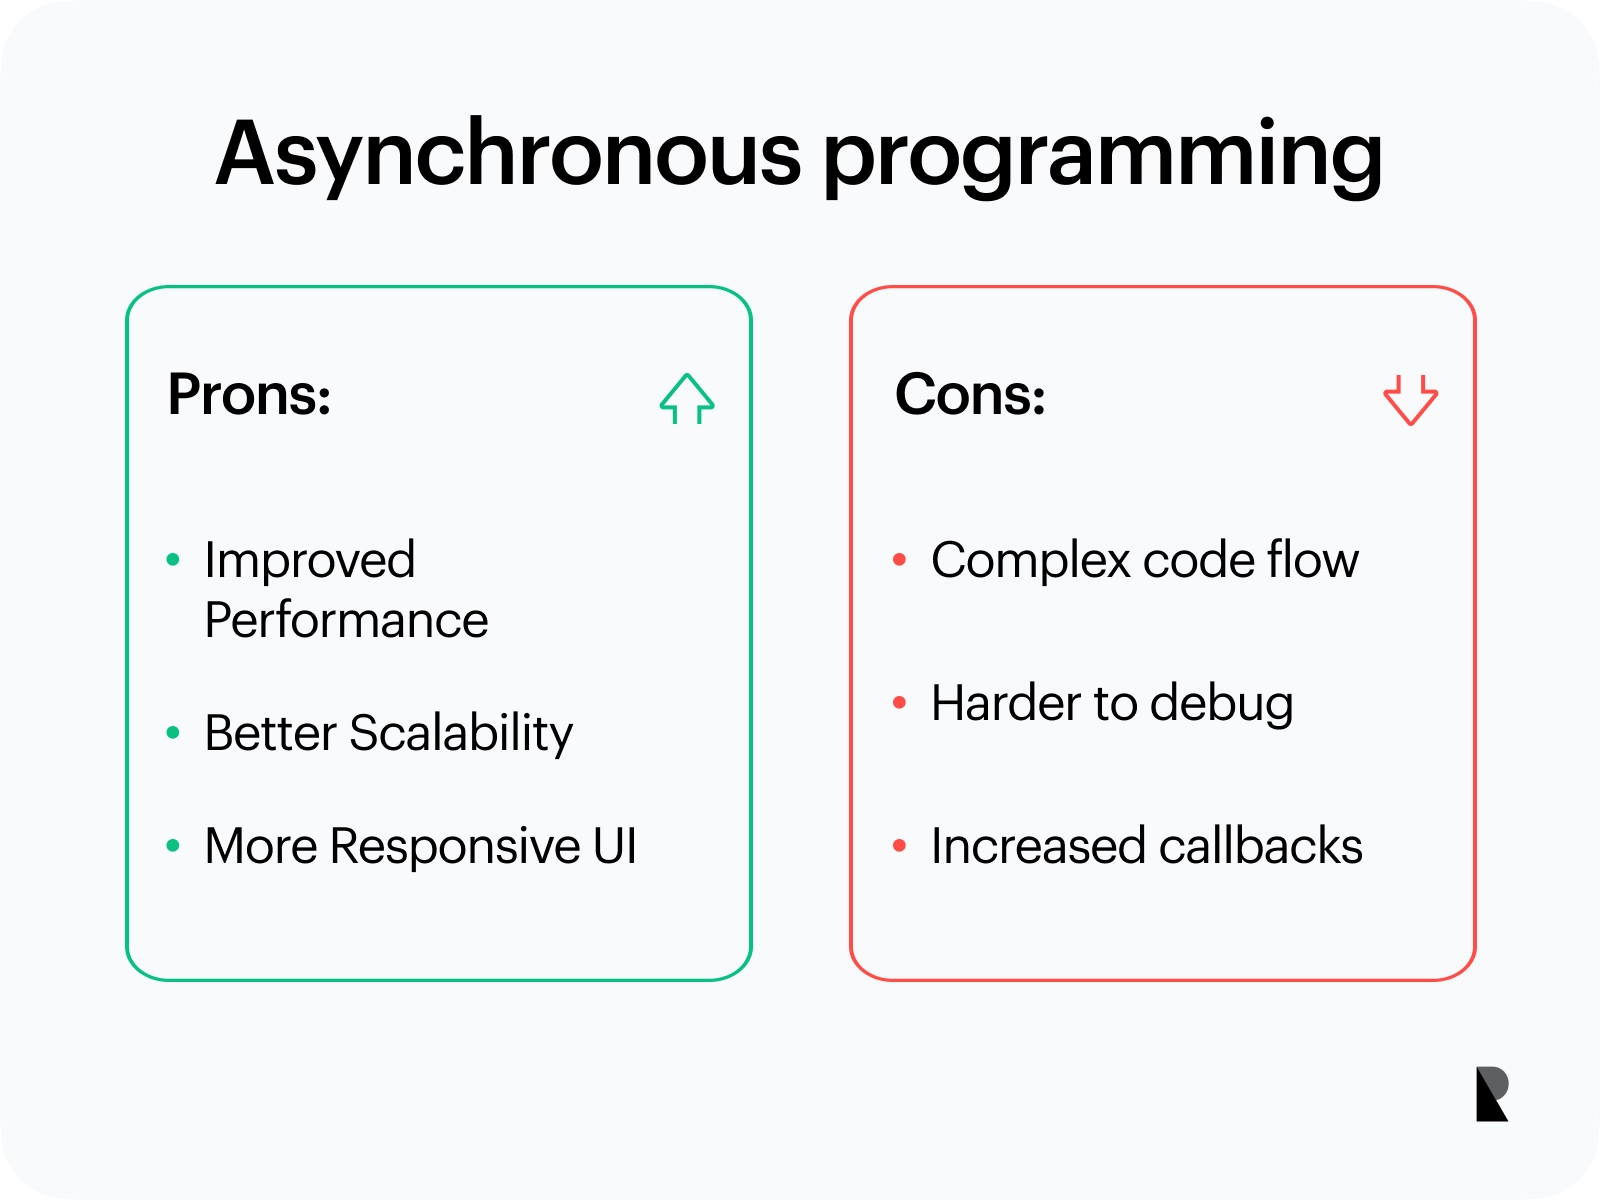 Asynchronous programming
Prons:
• Improved
Performance
• Better Scalability
• More Responsive UI
Cons:
• Complex code flow
• Harder to debug
• Increased callbacks
R